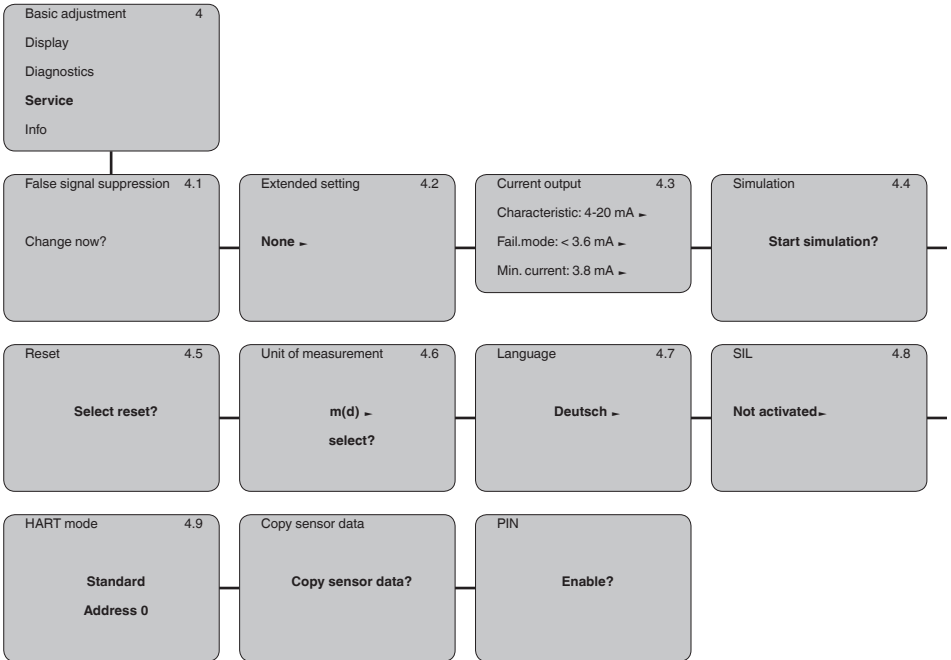 Basic adjustment 4
Display
Diagnostics
Service
Info
False signal suppression 4.1
Change now?
Extended setting 4.2
None ►
Current output 4.3
Characteristic: 4-20 mA ►
Fail.mode: < 3.6 mA ►
Min. current: 3.8 mA ►
Simulation 4.4
Start simulation?
Reset 4.5
Select reset?
Unit of measurement 4.6
m(d) ►
select?
Language 4.7
Deutsch ►
SIL 4.8
Not activated ►
HART mode 4.9
Standard
Address 0
Copy sensor data
Copy sensor data?
PIN
Enable?